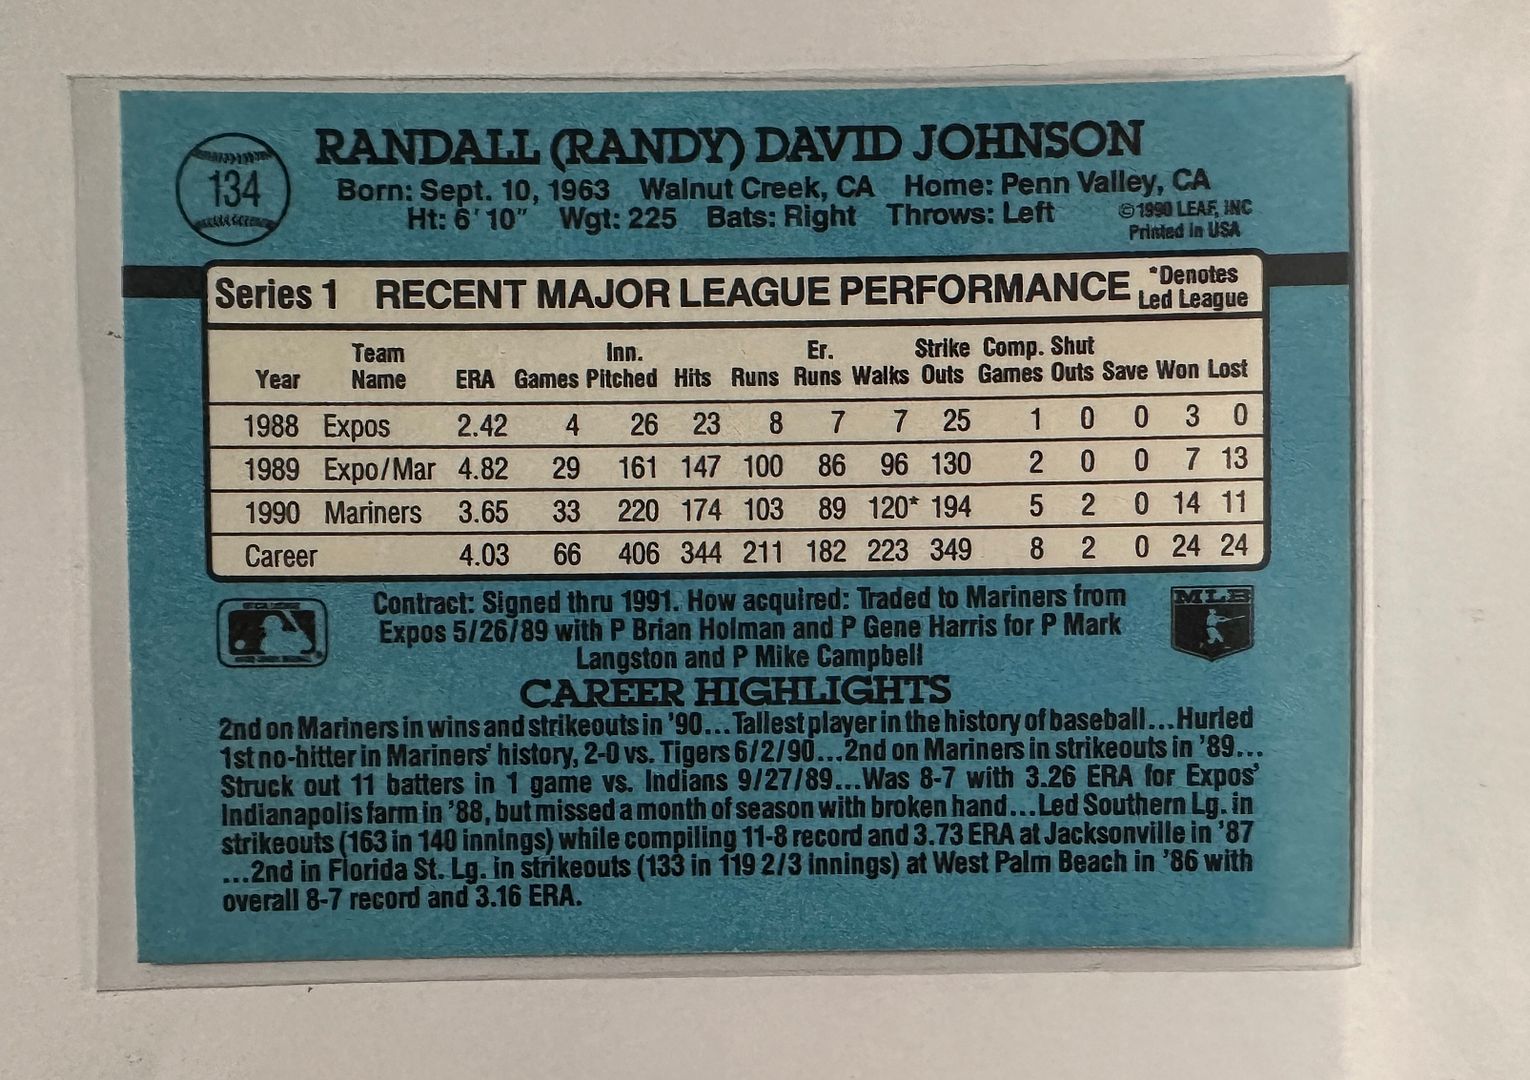 134
RANDALL (RANDY) DAVID JOHNSON
Born: Sept. 10, 1963 Walnut Creek, CA Home: Penn Valley, CA
Ht: 6' 10" Wgt: 225 Bats: Right Throws: Left
©1990 LEAF, INC
Printed in USA
Series 1 RECENT MAJOR LEAGUE PERFORMANCE
*Denotes
Led League
Year Team Name ERA Games Inn. Pitched Hits Runs Er. Runs Walks Strike Outs Comp. Games Shut Outs Save Won Lost
1988 Expos 2.42 4 26 23 8 7 7 25 1 0 0 3 0
1989 Expo/Mar 4.82 29 161 147 100 86 96 130 2 0 0 7 13
1990 Mariners 3.65 33 220 174 103 89 120* 194 5 2 0 14 11
Career 4.03 66 406 344 211 182 223 349 8 2 0 24 24
Contract: Signed thru 1991. How acquired: Traded to Mariners from
Expos 5/26/89 with P Brian Holman and P Gene Harris for P Mark
Langston and P Mike Campbell
MLB
CAREER HIGHLIGHTS
2nd on Mariners in wins and strikeouts in '90...Tallest player in the history of baseball...Hurled
1st no-hitter in Mariners' history, 2-0 vs. Tigers 6/2/90...2nd on Mariners in strikeouts in '89...
Struck out 11 batters in 1 game vs. Indians 9/27/89...Was 8-7 with 3.26 ERA for Expos'
Indianapolis farm in '88, but missed a month of season with broken hand...Led Southern Lg. in
strikeouts (163 in 140 innings) while compiling 11-8 record and 3.73 ERA at Jacksonville in '87
...2nd in Florida St. Lg. in strikeouts (133 in 119 2/3 innings) at West Palm Beach in '86 with
overall 8-7 record and 3.16 ERA.